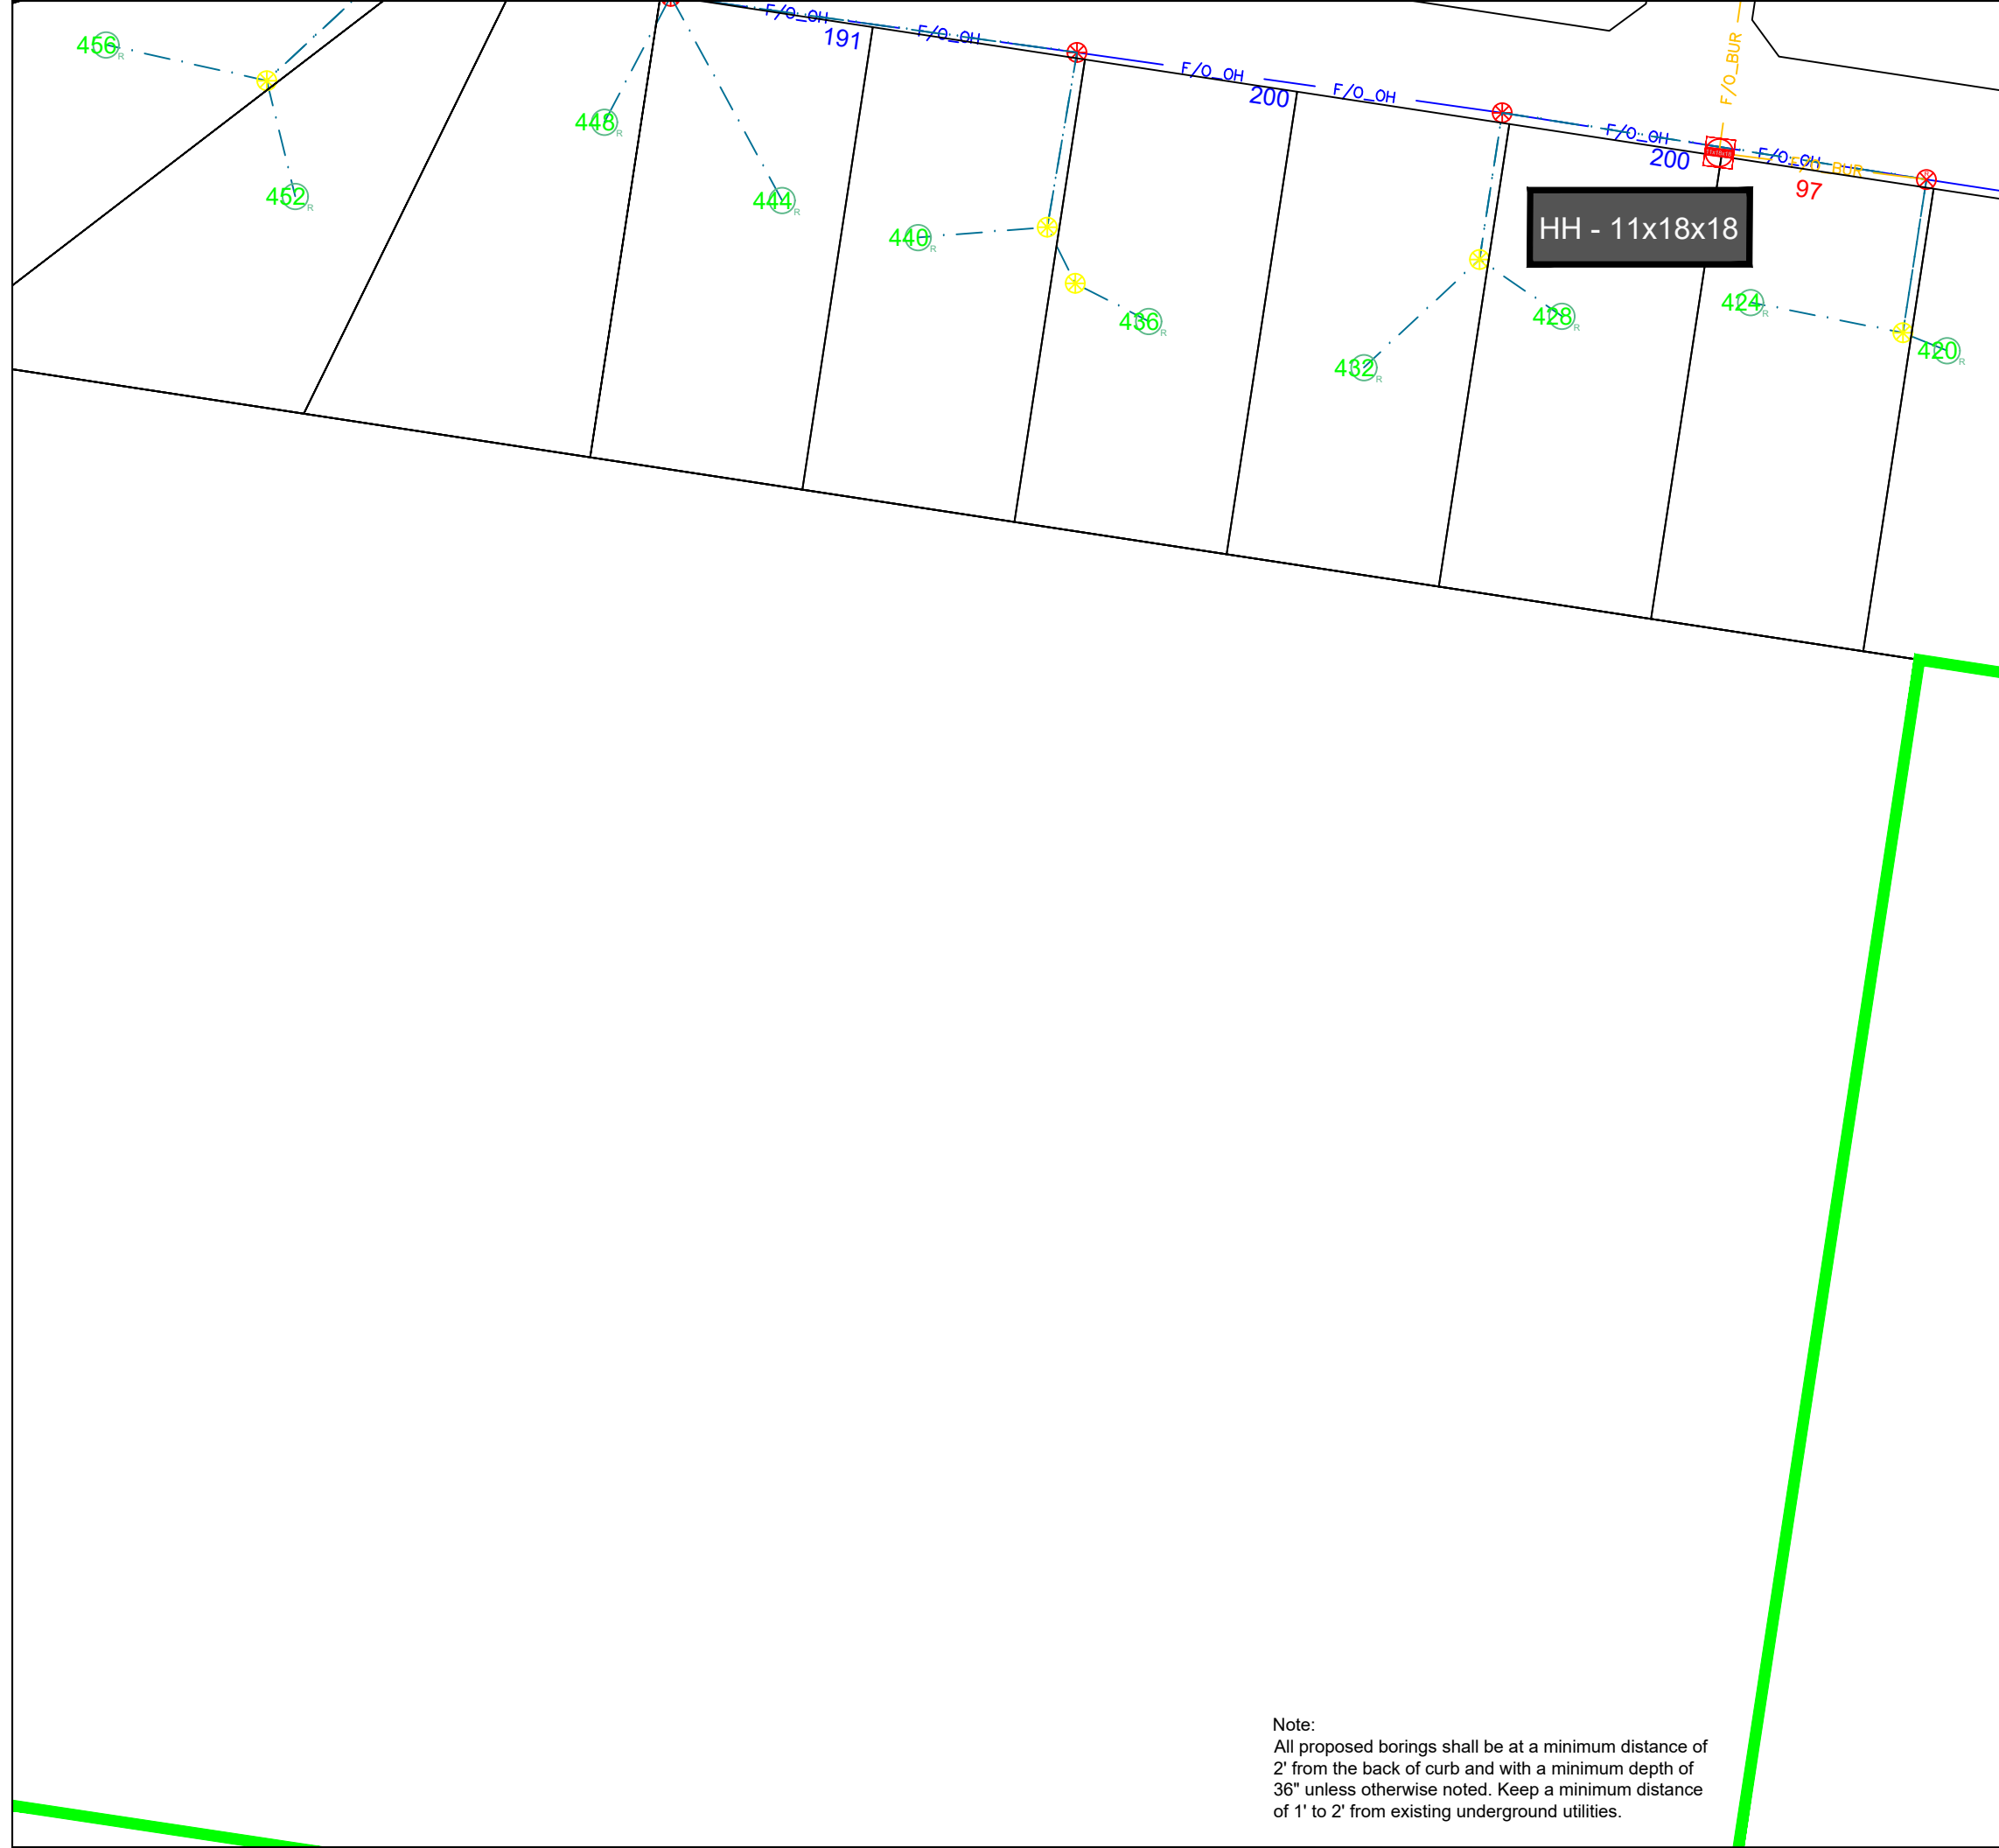 F/O_OH
191
F/O_OH
456
R
F/O_OH
200
F/O_OH
F/O_BUR
448
R
F/O_OH
200
F/O_OH
F/O_BUR
97
452
R
444
R
440
R
HH - 11x18x18
436
R
432
R
428
R
424
R
420
R
Note:
All proposed borings shall be at a minimum distance of
2' from the back of curb and with a minimum depth of
36" unless otherwise noted. Keep a minimum distance
of 1' to 2' from existing underground utilities.